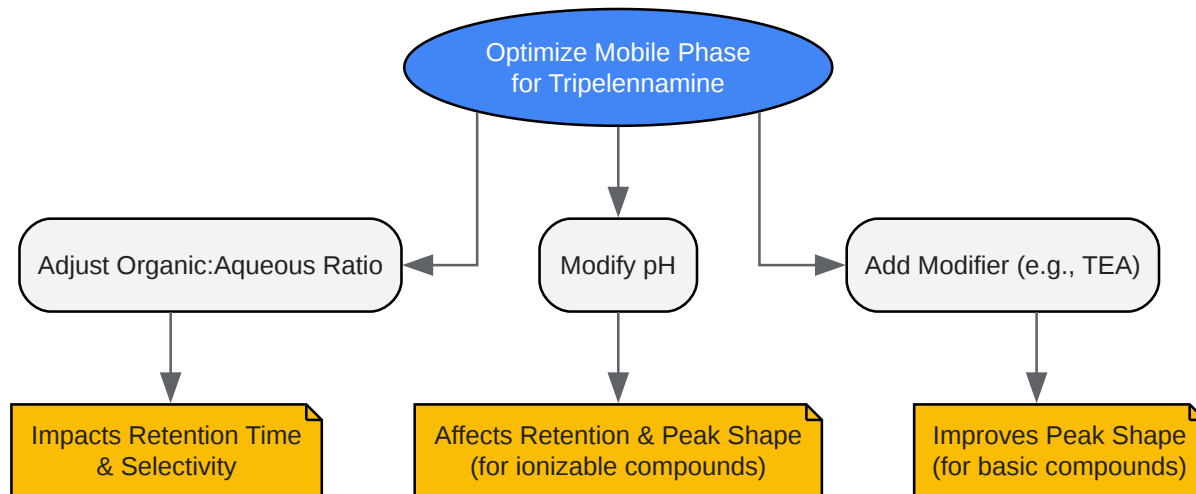 Optimize Mobile Phase
for Tripelennamine
Adjust Organic:Aqueous Ratio
Modify pH
Add Modifier (e.g., TEA)
Impacts Retention Time
& Selectivity
Affects Retention & Peak Shape
(for ionizable compounds)
Improves Peak Shape
(for basic compounds)